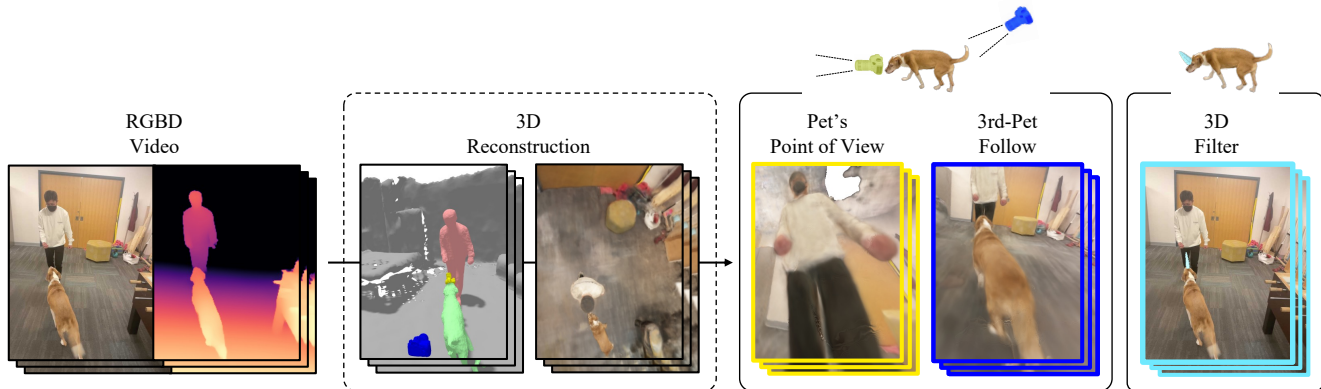 RGBD
Video
3D
Reconstruction
Pet's
Point of View
3rd-Pet
Follow
3D
Filter